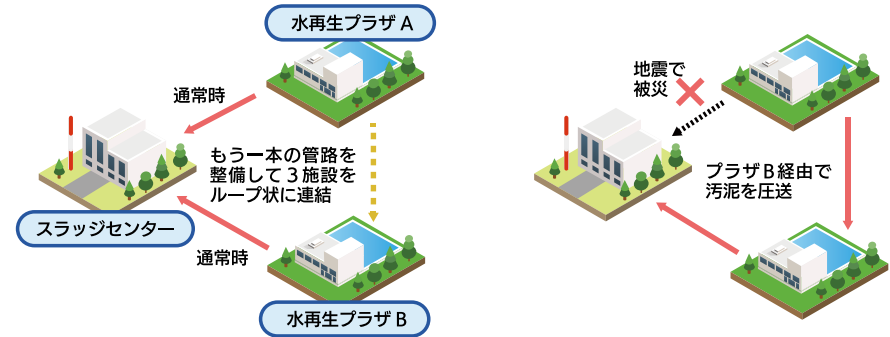 水再生プラザ A
通常時
もう一本の管路を
整備して３施設を
ループ状に連結
スラッジセンター
通常時
水再生プラザ B
地震で
被災
プラザ B 経由で
汚泥を圧送